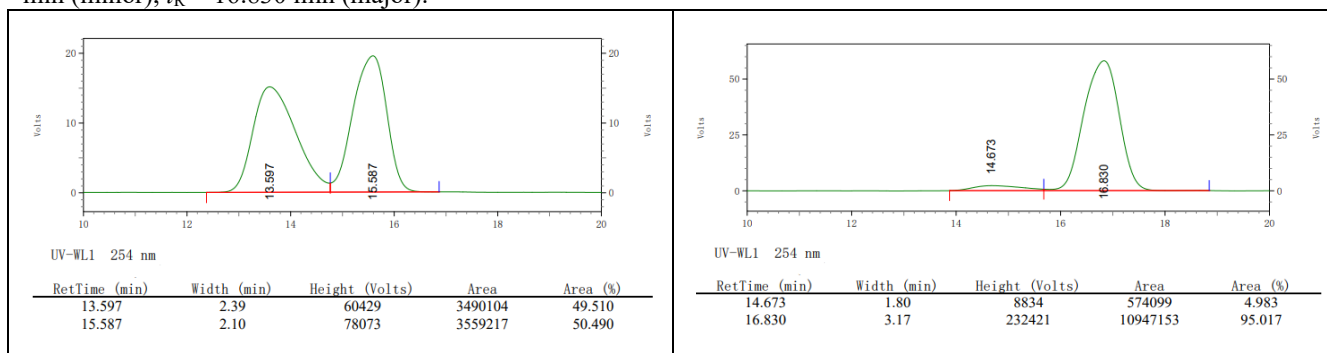 min (minor), tR = 16.830 min (major).
20
10
0
20
10
0
Volts
13.597
15.587
10 12 14 16 18 20
UV-WL1 254 nm
RetTime (min) Width (min) Height (Volts) Area Area (%)
13.597 2.39 60429 3490104 49.510
15.587 2.10 78073 3559217 50.490
50
25
0
50
25
0
Volts
Volts
14.673
16.830
10 12 14 16 18 20
UV-WL1 254 nm
RetTime (min) Width (min) Height (Volts) Area Area (%)
14.673 1.80 8834 574099 4.983
16.830 3.17 232421 10947153 95.017